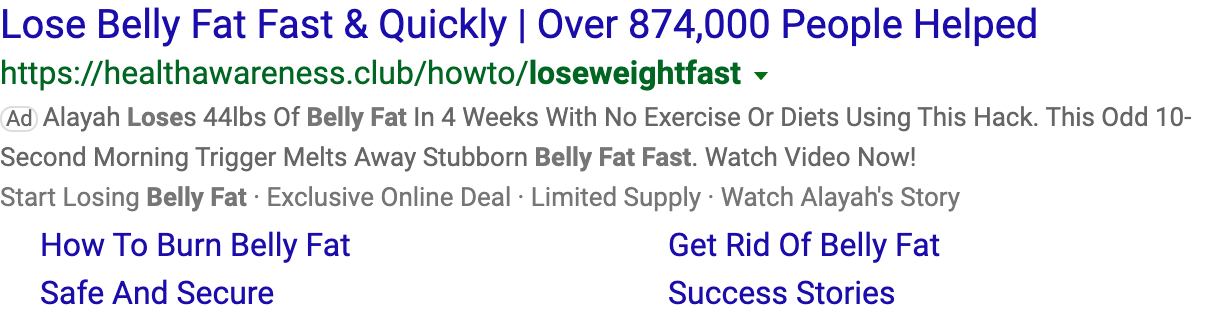 Lose Belly Fat Fast & Quickly | Over 874,000 People Helped
https://healthawareness.club/howto/loseweightfast
Ad Alayah Loses 44lbs Of Belly Fat In 4 Weeks With No Exercise Or Diets Using This Hack. This Odd 10-
Second Morning Trigger Melts Away Stubborn Belly Fat Fast. Watch Video Now!
Start Losing Belly Fat · Exclusive Online Deal · Limited Supply · Watch Alayah's Story
How To Burn Belly Fat
Get Rid Of Belly Fat
Safe And Secure
Success Stories